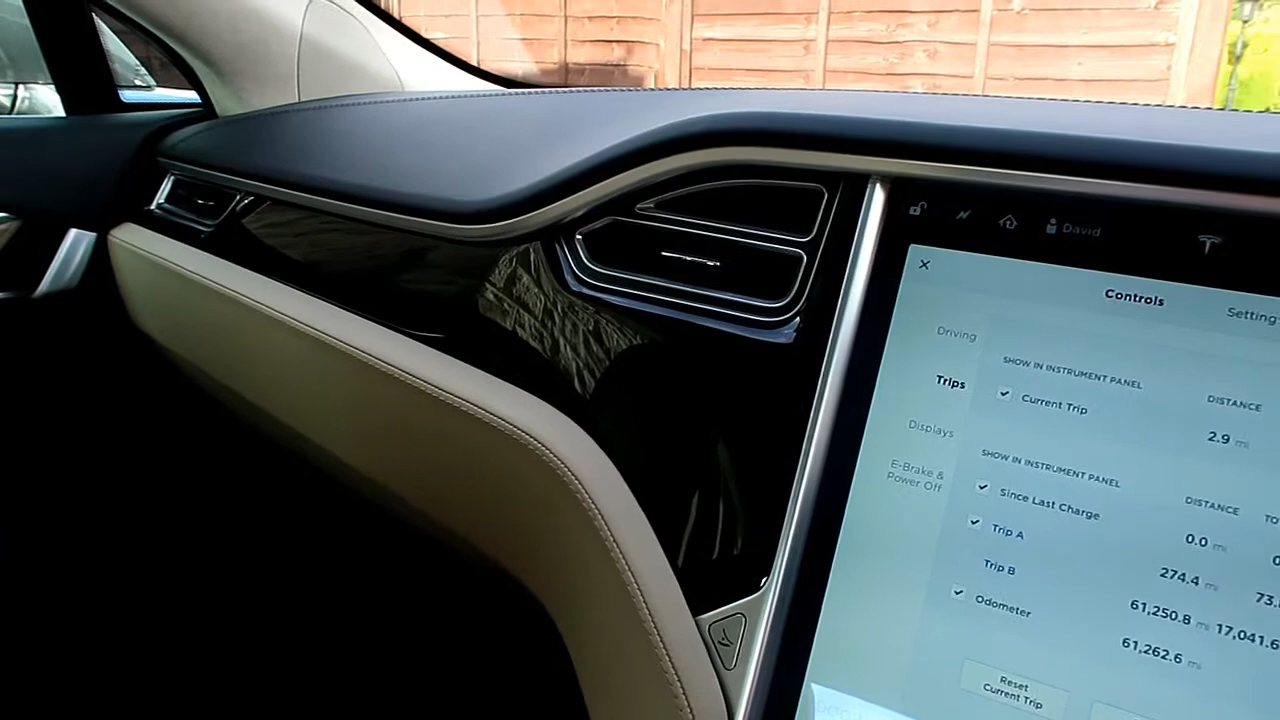 David
Controls
Driving
SHOW IN INSTRUMENT PANEL
DISTANCE
Trips
Current Trip
2.9 mi
Displays
SHOW IN INSTRUMENT PANEL
E-Brake &
Power Off
DISTANCE
Since Last Charge
0.0 mi
Trip A
274.4 mi
Trip B
61,250.8 mi 17,041.6
Odometer
61,262.6 mi
Reset
Current Trip